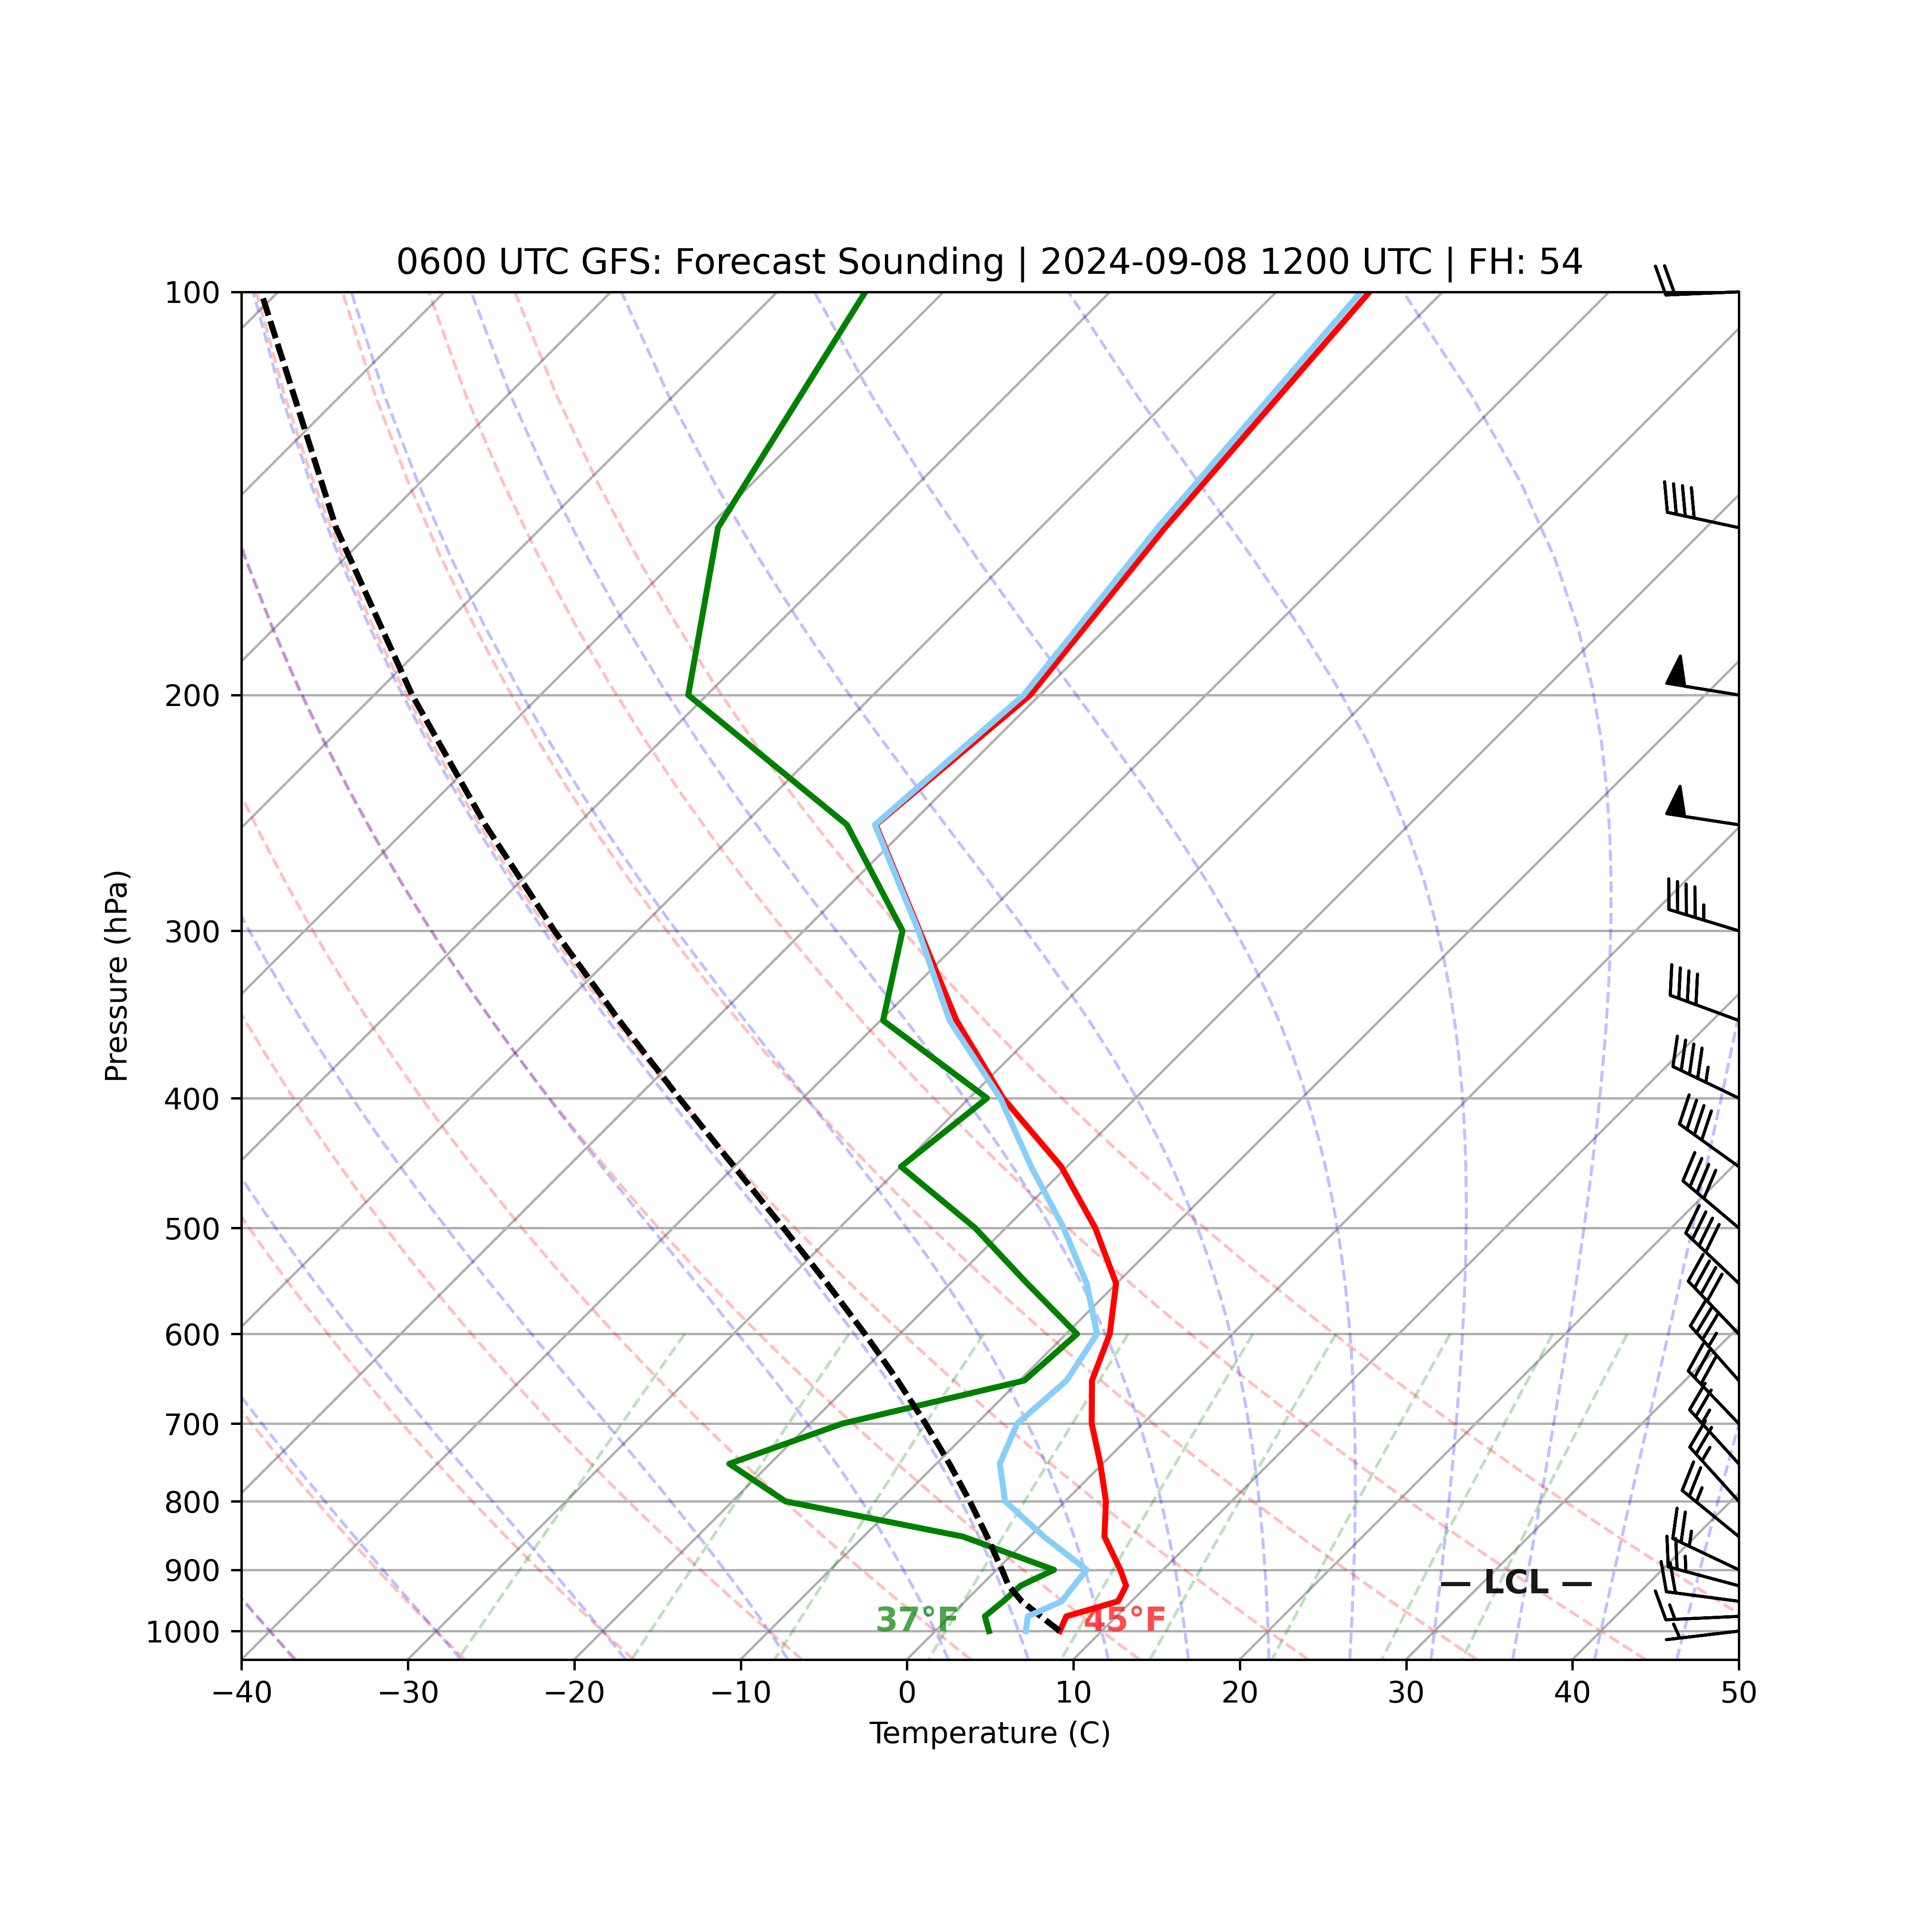 0600 UTC GFS: Forecast Sounding | 2024-09-08 1200 UTC | FH: 54
100
200
300
400
500
600
700
800
900
1000
Pressure (hPa)
— LCL —
37°F
45°F
−40 −30 −20 −10 0 10 20 30 40 50
Temperature (C)